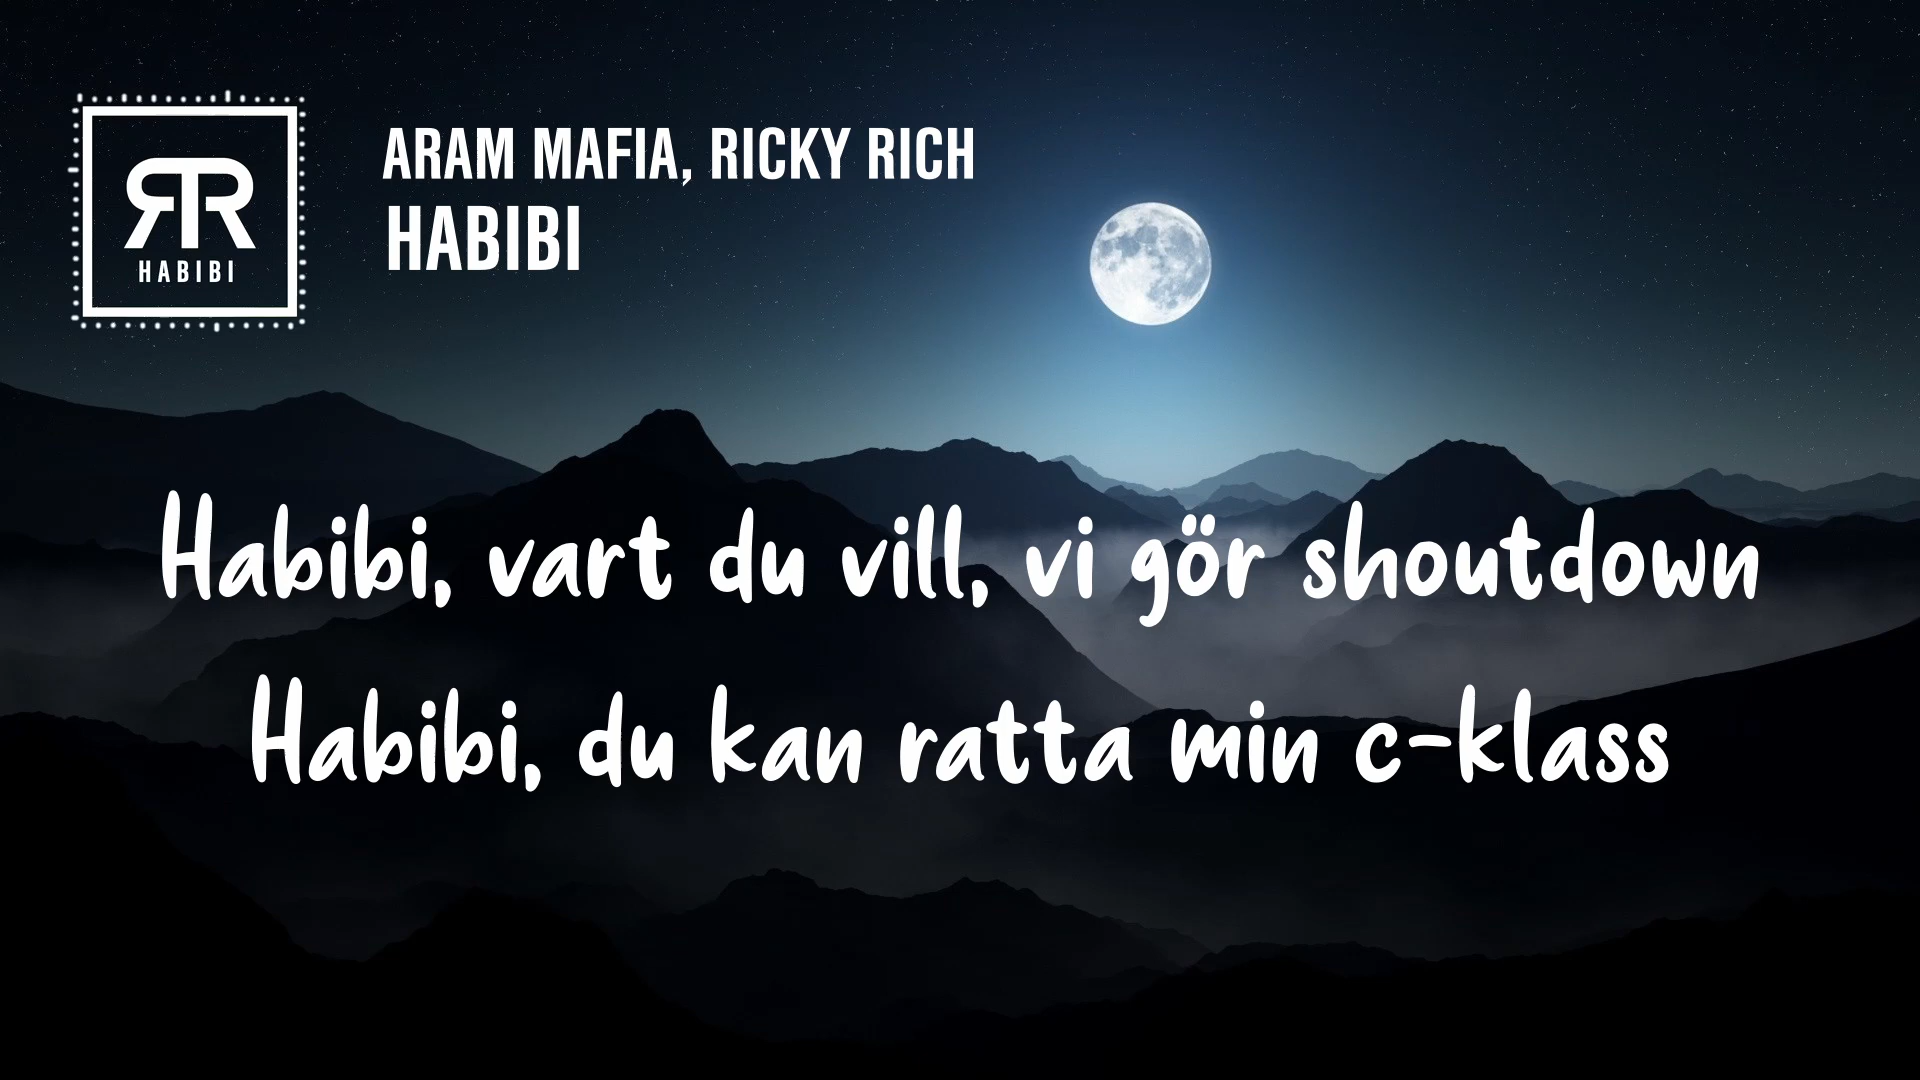 RR
HABIBI
ARAM MAFIA, RICKY RICH
HABIBI
Habibi, vart du vill, vi gör shoutdown
Habibi, du kan ratta min c-klass